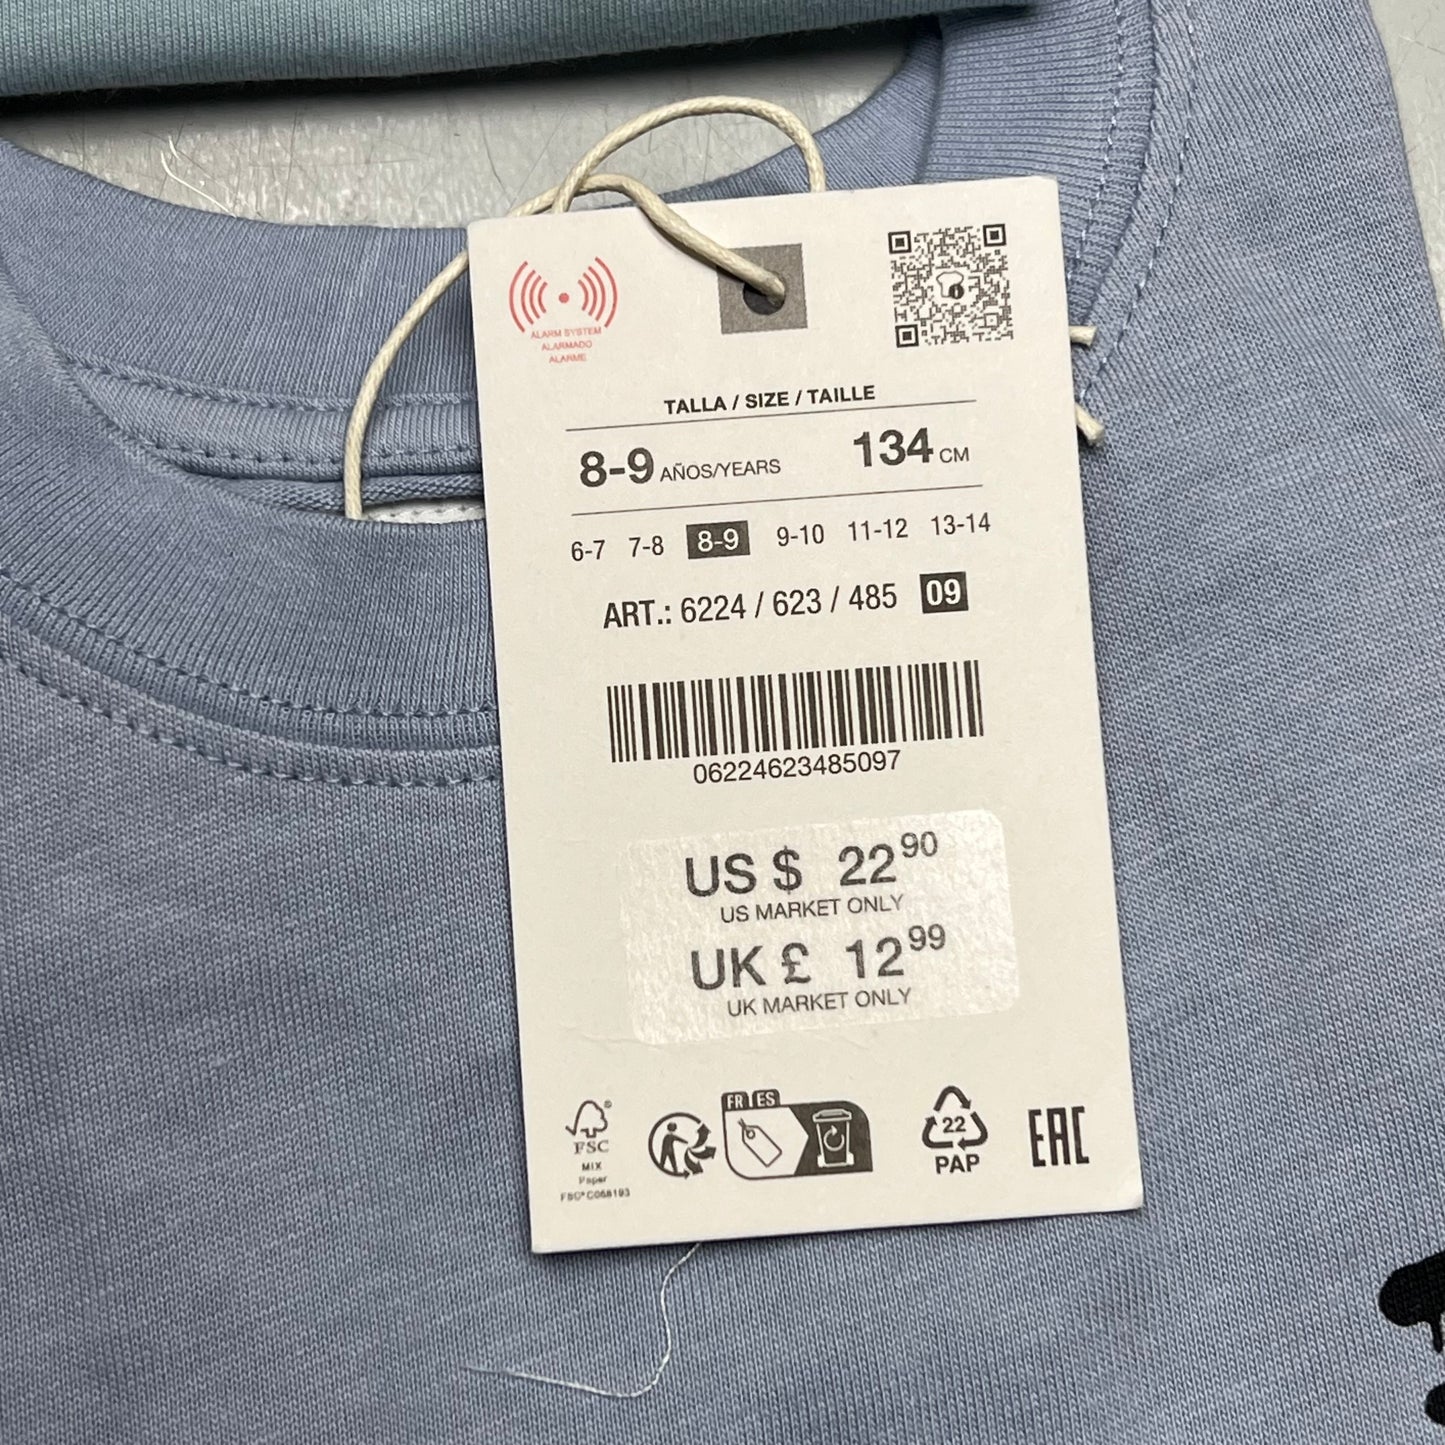 ALARM SYSTEM
ALARMADO
ALARME
TALLA / SIZE / TAILLE
8-9 AÑOS/YEARS 134 CM
6-7 7-8 8-9 9-10 11-12 13-14
ART.: 6224 / 623 / 485 09
06224623485097
US $ 22 90
US MARKET ONLY
UK £ 12 99
UK MARKET ONLY
FSC
MIX
Paper
FSC® C068193
FR ES
22
PAP
EAC